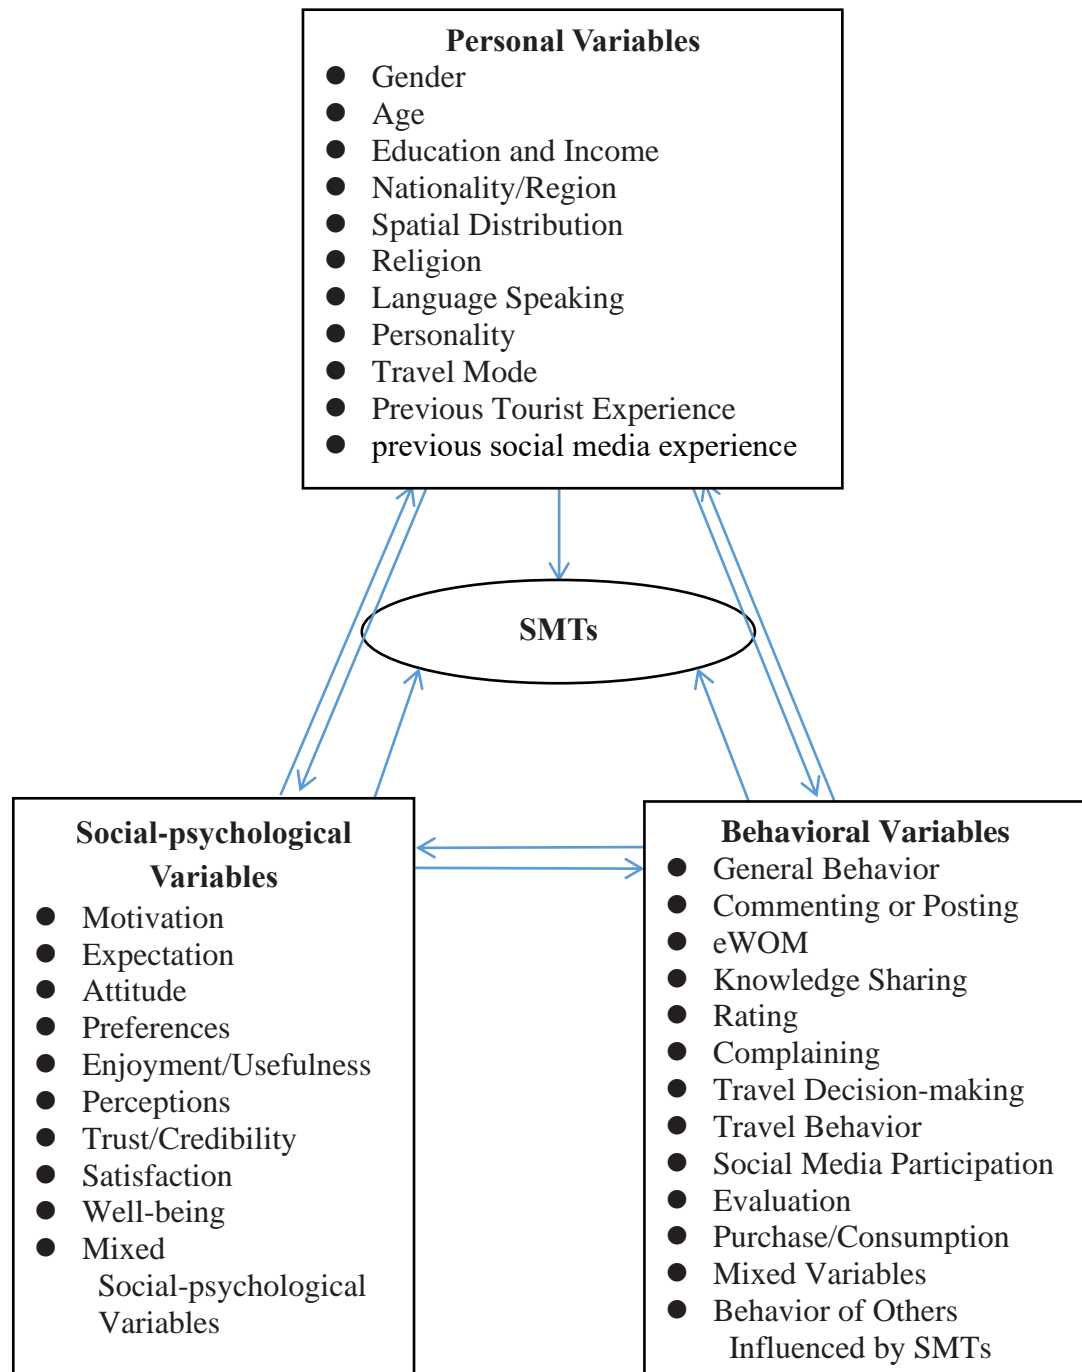 Personal Variables
● Gender
● Age
● Education and Income
● Nationality/Region
● Spatial Distribution
● Religion
● Language Speaking
● Personality
● Travel Mode
● Previous Tourist Experience
● previous social media experience
SMTs
Social-psychological
Variables
● Motivation
● Expectation
● Attitude
● Preferences
● Enjoyment/Usefulness
● Perceptions
● Trust/Credibility
● Satisfaction
● Well-being
● Mixed
Social-psychological
Variables
Behavioral Variables
● General Behavior
● Commenting or Posting
● eWOM
● Knowledge Sharing
● Rating
● Complaining
● Travel Decision-making
● Travel Behavior
● Social Media Participation
● Evaluation
● Purchase/Consumption
● Mixed Variables
● Behavior of Others
Influenced by SMTs